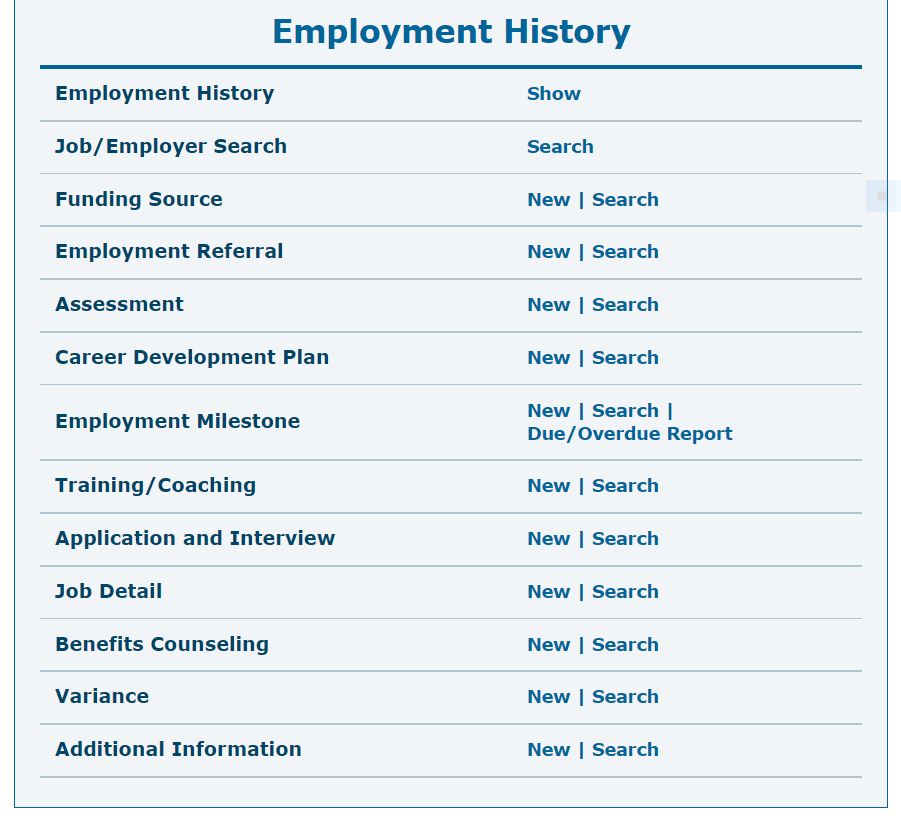 Employment History
Employment History Show
Job/Employer Search Search
Funding Source New | Search
Employment Referral New | Search
Assessment New | Search
Career Development Plan New | Search
Employment Milestone New | Search |
Due/Overdue Report
Training/Coaching New | Search
Application and Interview New | Search
Job Detail New | Search
Benefits Counseling New | Search
Variance New | Search
Additional Information New | Search